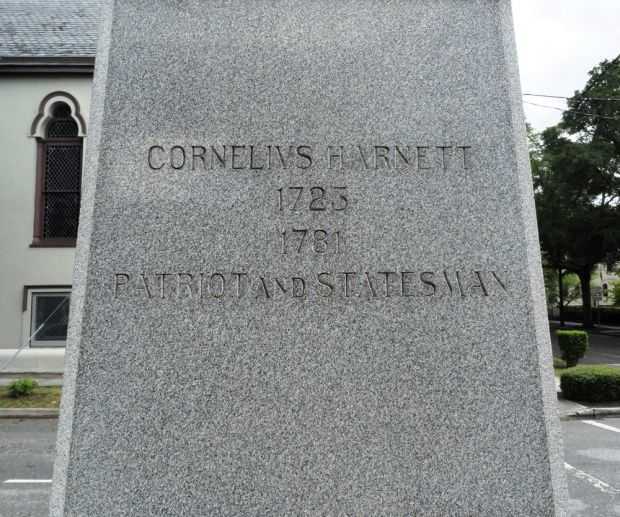 CORNELIVS HARNETT
1723
1781
PATRIOT AND STATESMAN